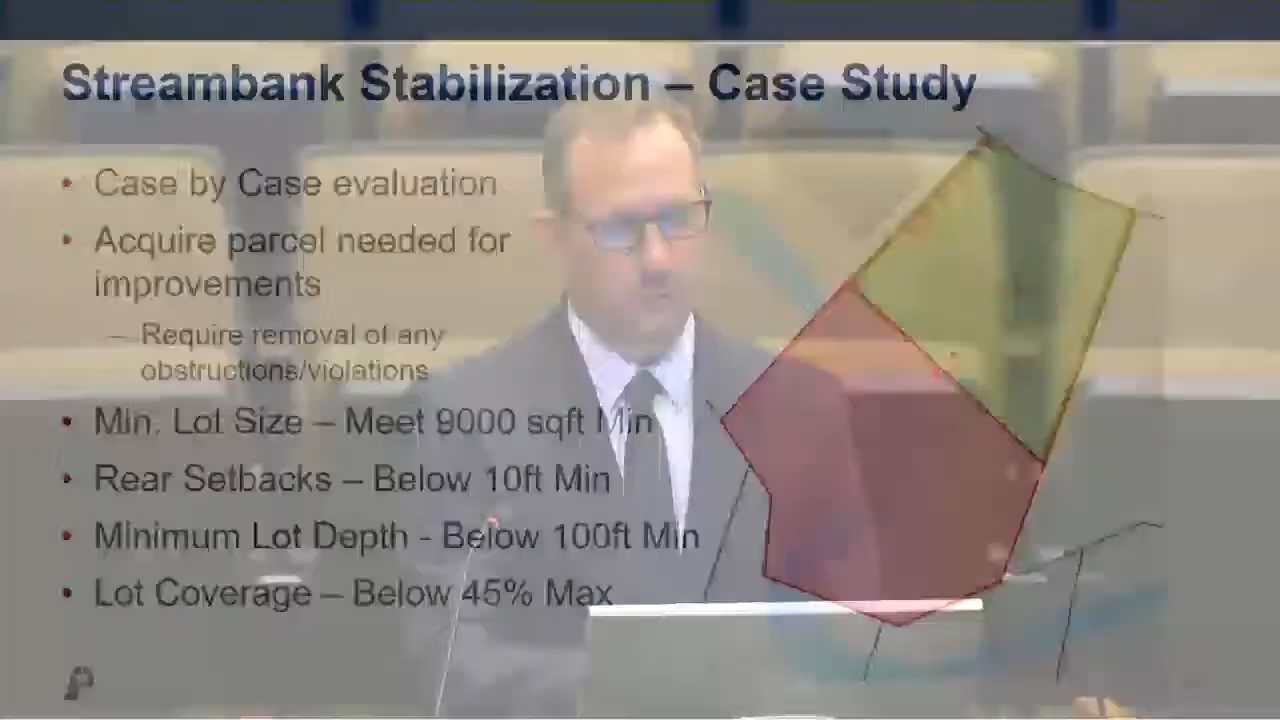 Streambank Stabilization – Case Study
• Case by Case evaluation
• Acquire parcel needed for
improvements
– Require removal of any
obstructions/violations
• Min. Lot Size – Meet 9000 sqft Min
• Rear Setbacks – Below 10ft Min
• Minimum Lot Depth - Below 100ft Min
• Lot Coverage – Below 45% Max